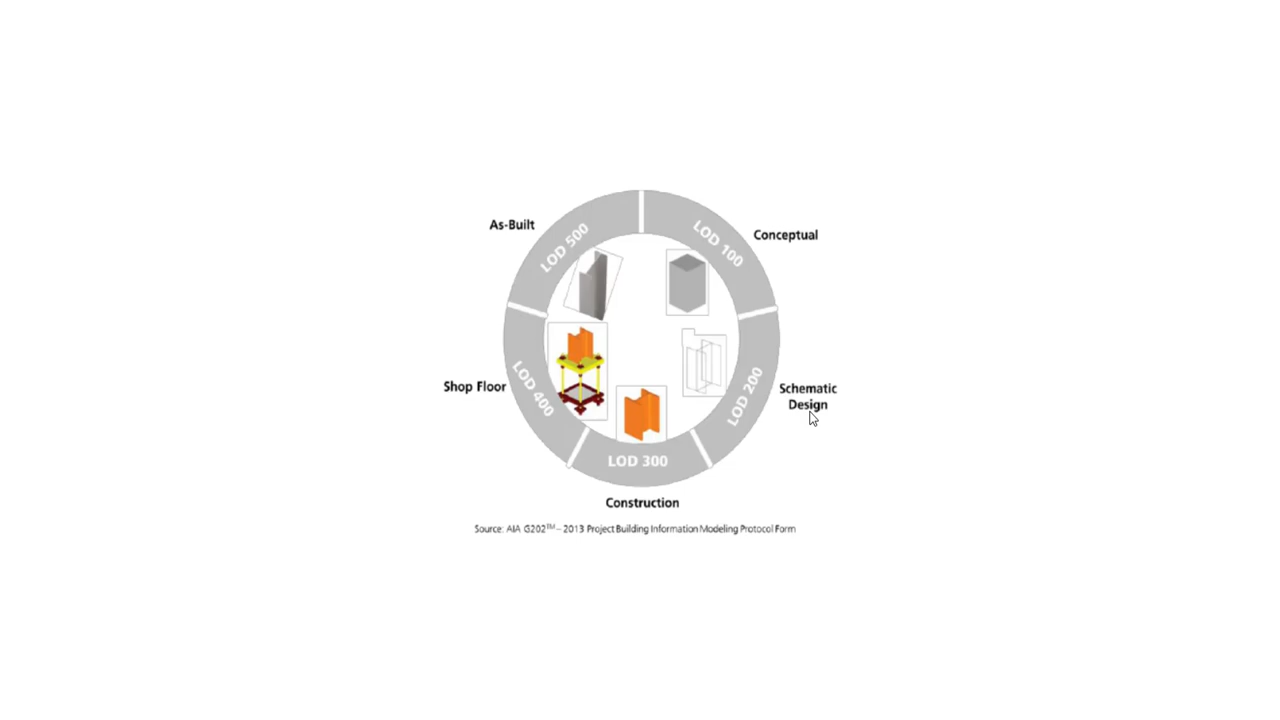 As-Built
LOD 500
LOD 100
Conceptual
Shop Floor
LOD 400
LOD 200
Schematic
Design
LOD 300
Construction
Source: AIA G202™ – 2013 Project Building Information Modeling Protocol Form